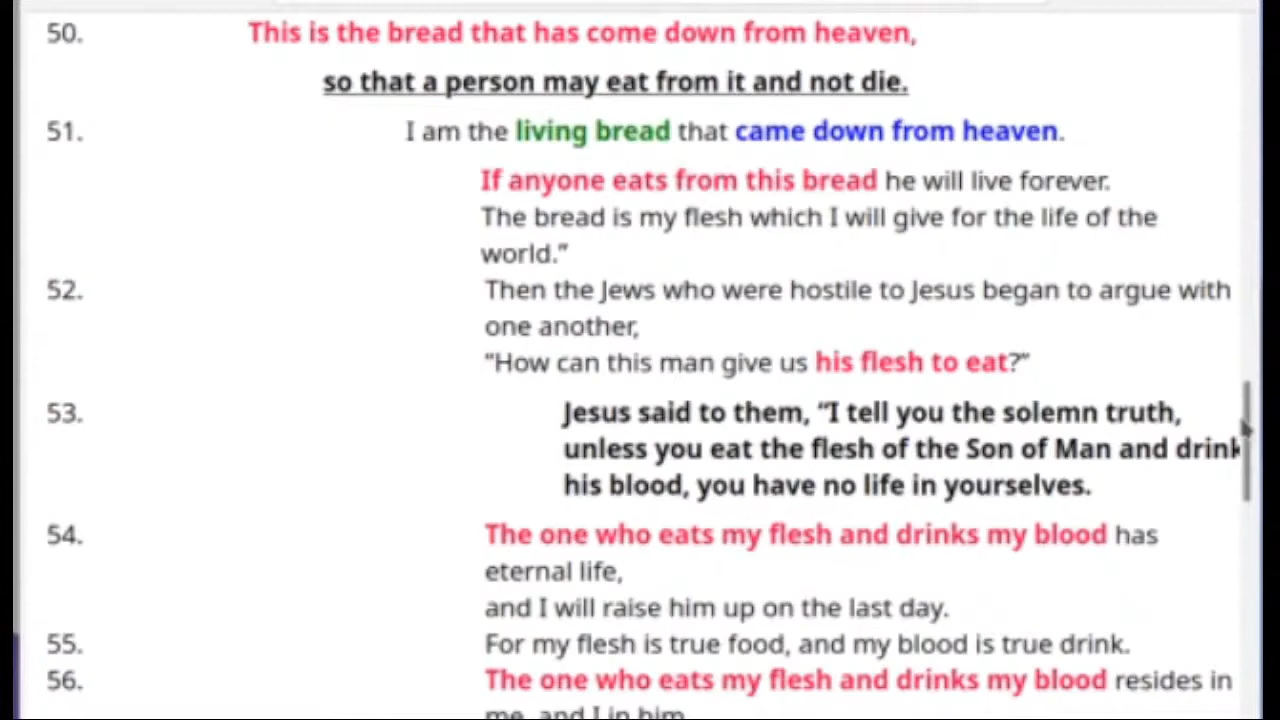 50. This is the bread that has come down from heaven,
so that a person may eat from it and not die.
51. I am the living bread that came down from heaven.
If anyone eats from this bread he will live forever.
The bread is my flesh which I will give for the life of the
world.”
52. Then the Jews who were hostile to Jesus began to argue with
one another,
“How can this man give us his flesh to eat?”
53. Jesus said to them, “I tell you the solemn truth,
unless you eat the flesh of the Son of Man and drink
his blood, you have no life in yourselves.
54. The one who eats my flesh and drinks my blood has
eternal life,
and I will raise him up on the last day.
55. For my flesh is true food, and my blood is true drink.
56. The one who eats my flesh and drinks my blood resides in
me, and I in him